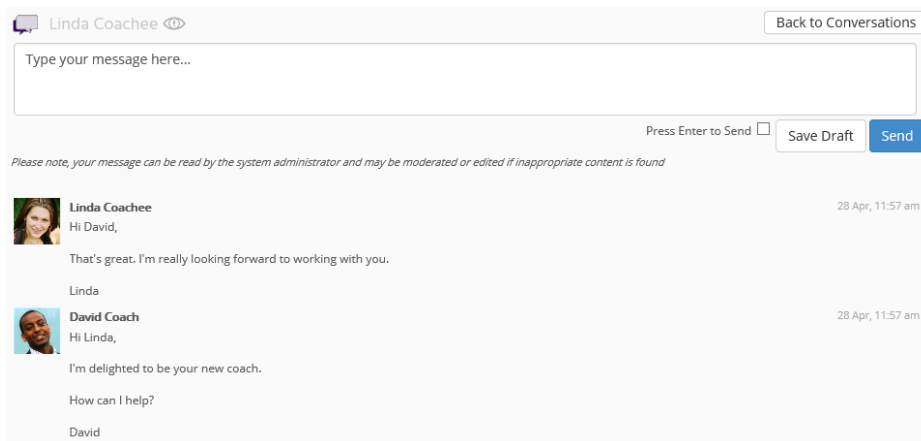 Linda Coachee
Back to Conversations
Type your message here...
Press Enter to Send
Save Draft
Send
Please note, your message can be read by the system administrator and may be moderated or edited if inappropriate content is found
Linda Coachee
28 Apr, 11:57 am
Hi David,
That's great. I'm really looking forward to working with you.
Linda
David Coach
28 Apr, 11:57 am
Hi Linda,
I'm delighted to be your new coach.
How can I help?
David